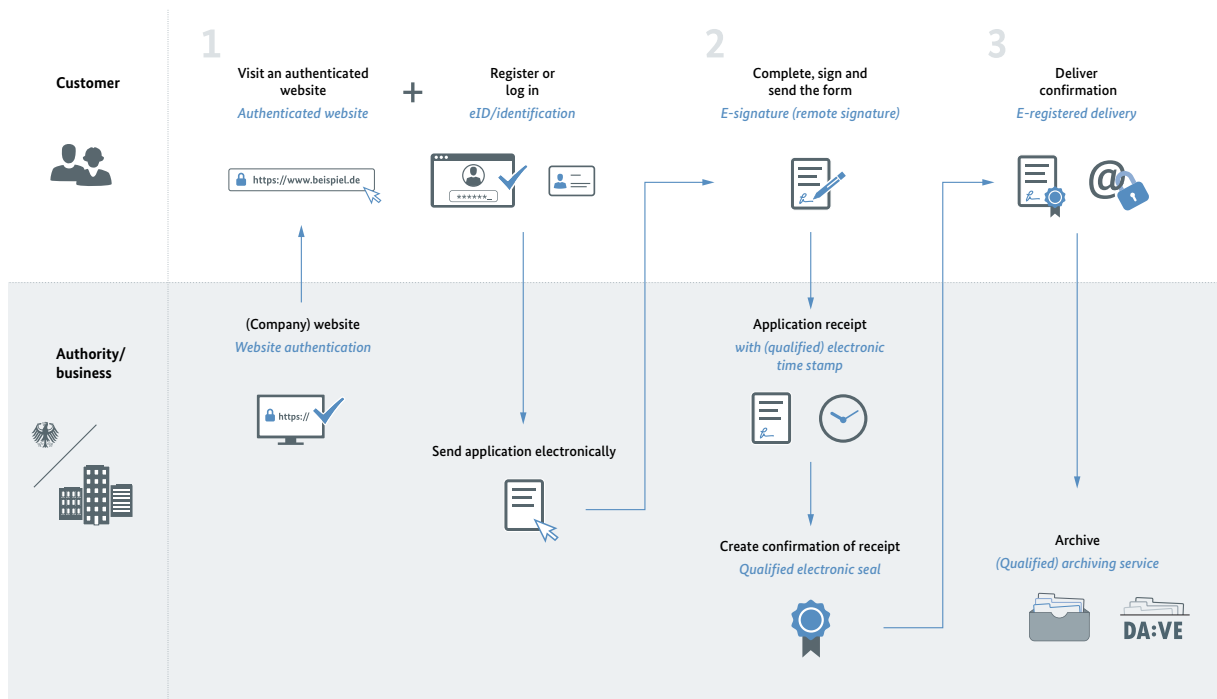 1
2
3
Customer
Visit an authenticated
website
Authenticated website
+
Register or
log in
eID/identification
Complete, sign and
send the form
E-signature (remote signature)
Deliver
confirmation
E-registered delivery
https://www.beispiel.de
******_
@
Authority/
business
(Company) website
Website authentication
https://
Send application electronically
Application receipt
with (qualified) electronic
time stamp
Create confirmation of receipt
Qualified electronic seal
Archive
(Qualified) archiving service
DA:VE